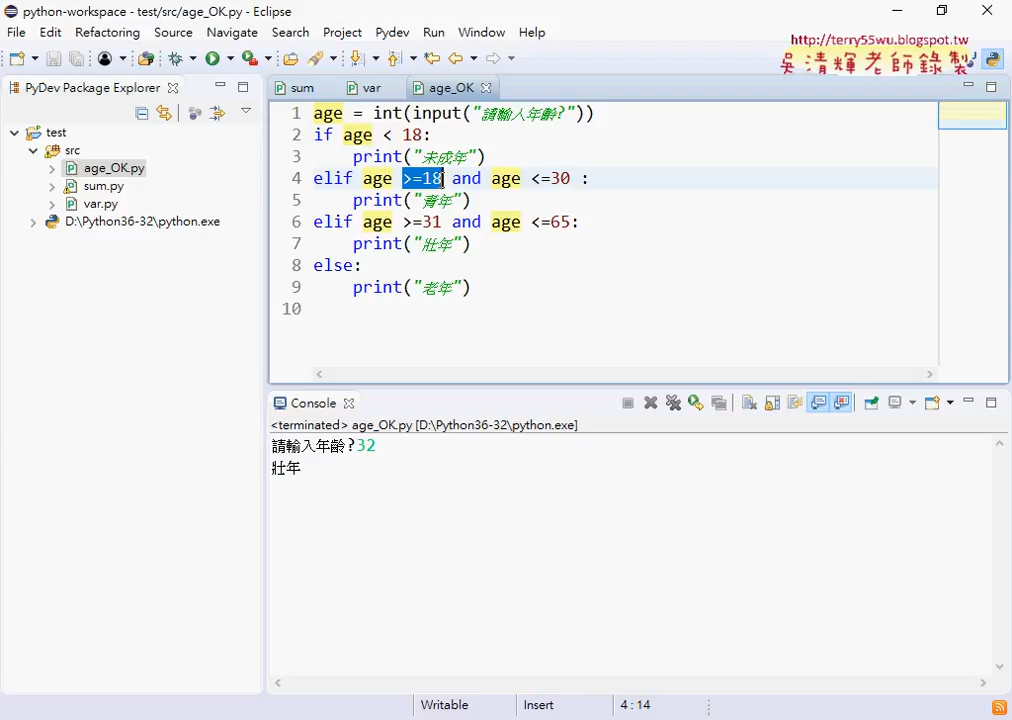 python-workspace - test/src/age_OK.py - Eclipse
File Edit Refactoring Source Navigate Search Project Pydev Run Window Help
http://terry55wu.blogspot.tw
吳清輝老師錄製
PyDev Package Explorer
test
src
age_OK.py
sum.py
var.py
D:\Python36-32\python.exe
sum var age_OK
1 age = int(input("請輸入年齡?"))
2 if age < 18:
3 print("未成年")
4 elif age >=18 and age <=30 :
5 print("青年")
6 elif age >=31 and age <=65:
7 print("壯年")
8 else:
9 print("老年")
10
Console
<terminated> age_OK.py [D:\Python36-32\python.exe]
請輸入年齡?32
壯年
Writable Insert 4 : 14